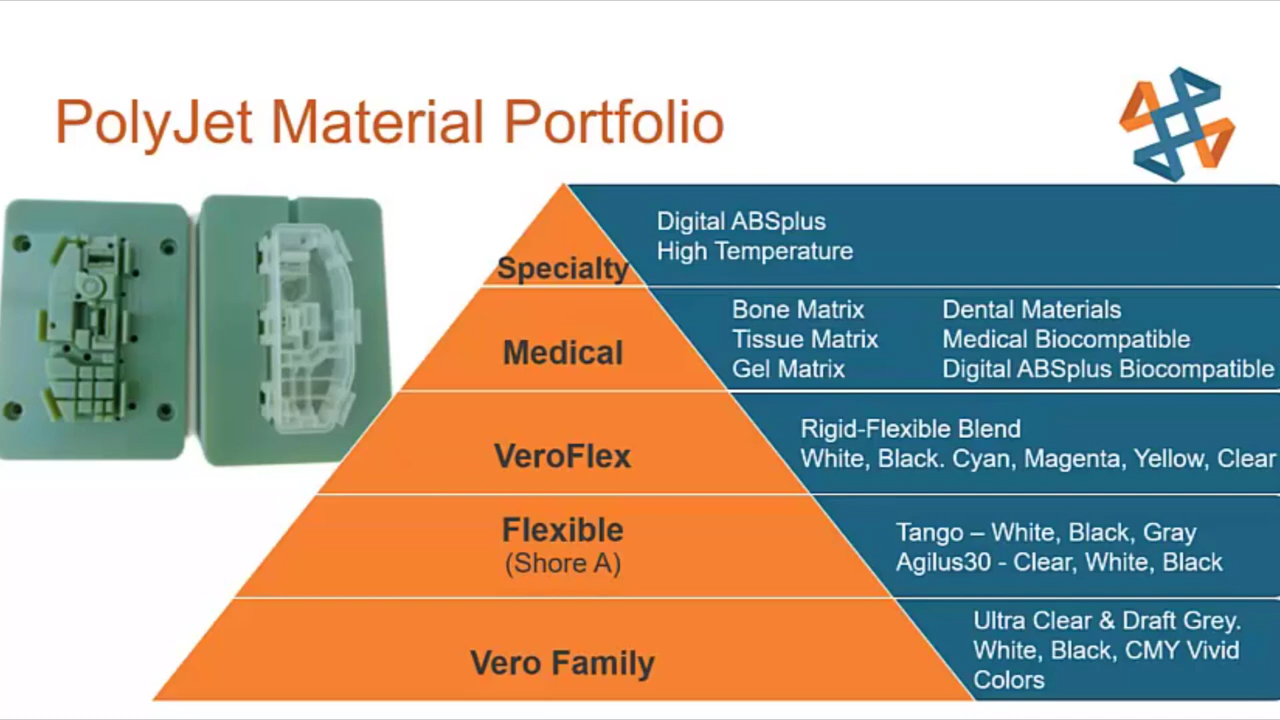 PolyJet Material Portfolio
Specialty
Digital ABSplus
High Temperature
Medical
Bone Matrix
Tissue Matrix
Gel Matrix
Dental Materials
Medical Biocompatible
Digital ABSplus Biocompatible
VeroFlex
Rigid-Flexible Blend
White, Black. Cyan, Magenta, Yellow, Clear
Flexible
(Shore A)
Tango – White, Black, Gray
Agilus30 - Clear, White, Black
Vero Family
Ultra Clear & Draft Grey.
White, Black, CMY Vivid
Colors